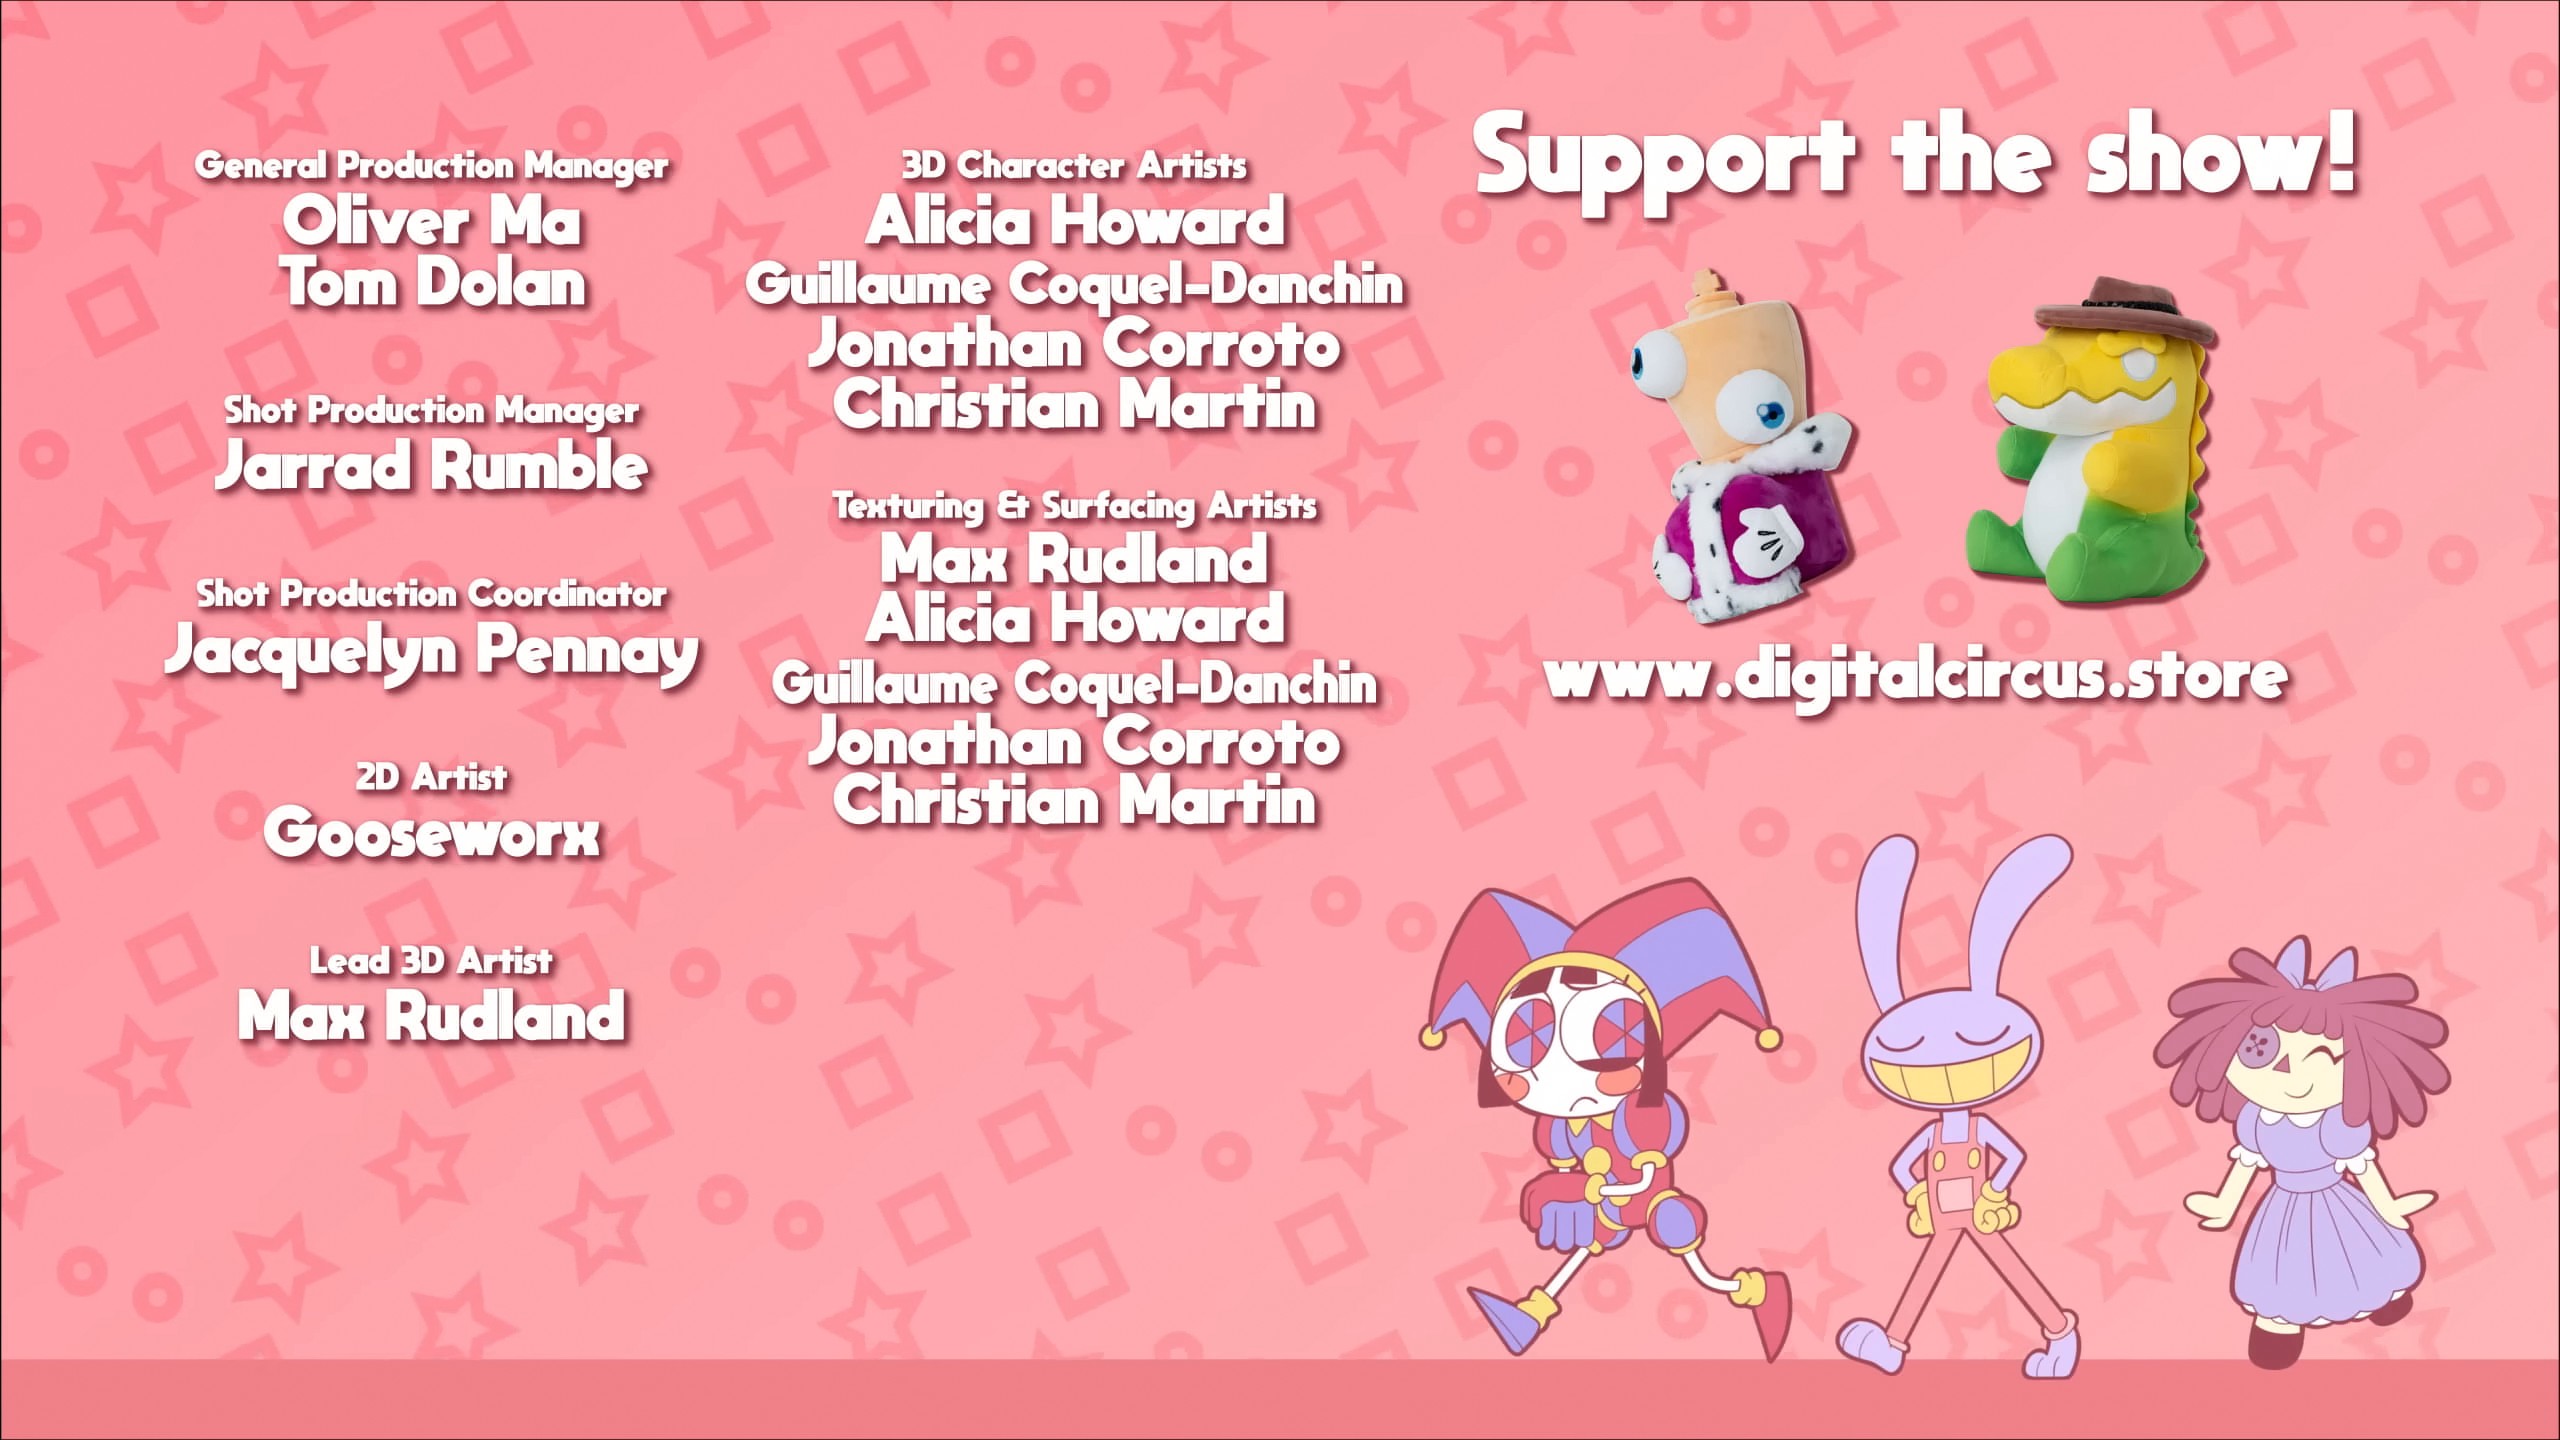 General Production Manager
Oliver Ma
Tom Dolan
Shot Production Manager
Jarrad Rumble
Shot Production Coordinator
Jacquelyn Pennay
2D Artist
Gooseworx
Lead 3D Artist
Max Rudland
3D Character Artists
Alicia Howard
Guillaume Coquel-Danchin
Jonathan Corroto
Christian Martin
Texturing & Surfacing Artists
Max Rudland
Alicia Howard
Guillaume Coquel-Danchin
Jonathan Corroto
Christian Martin
Support the show!
www.digitalcircus.store